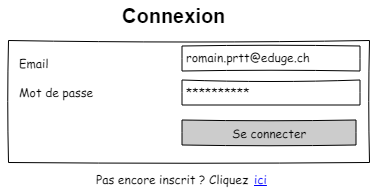 Connexion
Email romain.prtt@eduge.ch
Mot de passe **********
Se connecter
Pas encore inscrit ? Cliquez ici